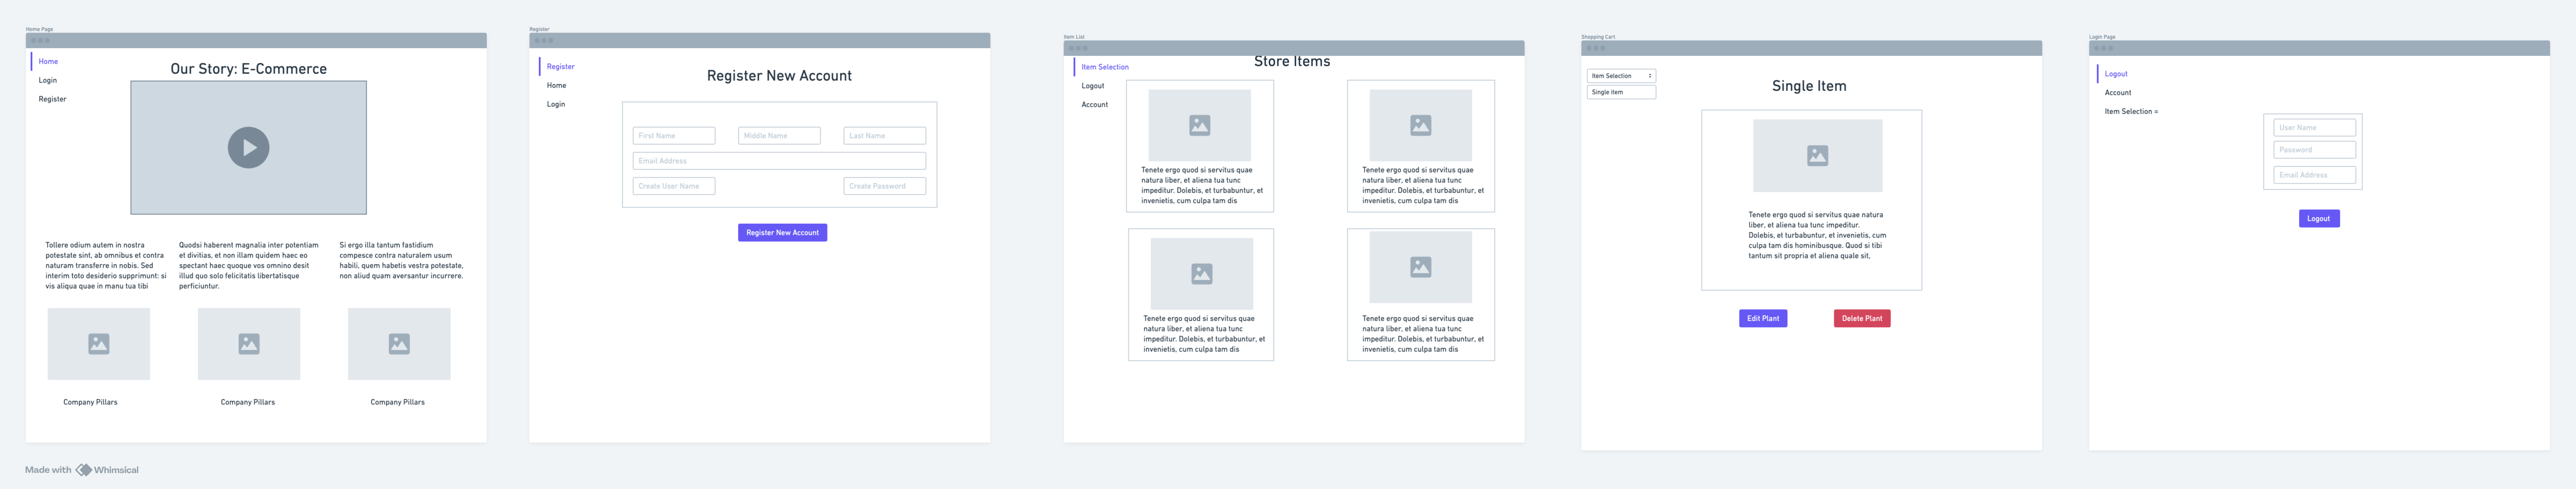 Home Page
Home
Login
Register
Our Story: E-Commerce
Tollere odium autem in nostra
potestate sint, ab omnibus et contra
naturam transferre in nobis. Sed
interim toto desiderio supprimunt: si
vis aliqua quae in manu tua tibi
Quodsi haberent magnalia inter potentiam
et divitias, et non illam quidem haec eo
spectant haec quoque vos omnino desit
illud quo solo felicitatis libertatisque
perficiuntur.
Si ergo illa tantum fastidium
compesce contra naturalem usum
habili, quem habetis vestra potestate,
non aliud quam aversantur incurrere.
Company Pillars
Company Pillars
Company Pillars
Register
Register
Home
Login
Register New Account
First Name
Middle Name
Last Name
Email Address
Create User Name
Create Password
Register New Account
Item List
Item Selection
Logout
Account
Store Items
Tenete ergo quod si servitus quae
natura liber, et aliena tua tunc
impeditur. Dolebis, et turbabuntur, et
invenietis, cum culpa tam dis
Tenete ergo quod si servitus quae
natura liber, et aliena tua tunc
impeditur. Dolebis, et turbabuntur, et
invenietis, cum culpa tam dis
Tenete ergo quod si servitus quae
natura liber, et aliena tua tunc
impeditur. Dolebis, et turbabuntur, et
invenietis, cum culpa tam dis
Tenete ergo quod si servitus quae
natura liber, et aliena tua tunc
impeditur. Dolebis, et turbabuntur, et
invenietis, cum culpa tam dis
Shopping Cart
Item Selection
Single Item
Single Item
Tenete ergo quod si servitus quae natura
liber, et aliena tua tunc impeditur.
Dolebis, et turbabuntur, et invenietis, cum
culpa tam dis hominibusque. Quod si tibi
tantum sit propria et aliena quale sit,
Edit Plant
Delete Plant
Login Page
Logout
Account
Item Selection =
User Name
Password
Email Address
Logout
Made with Whimsical